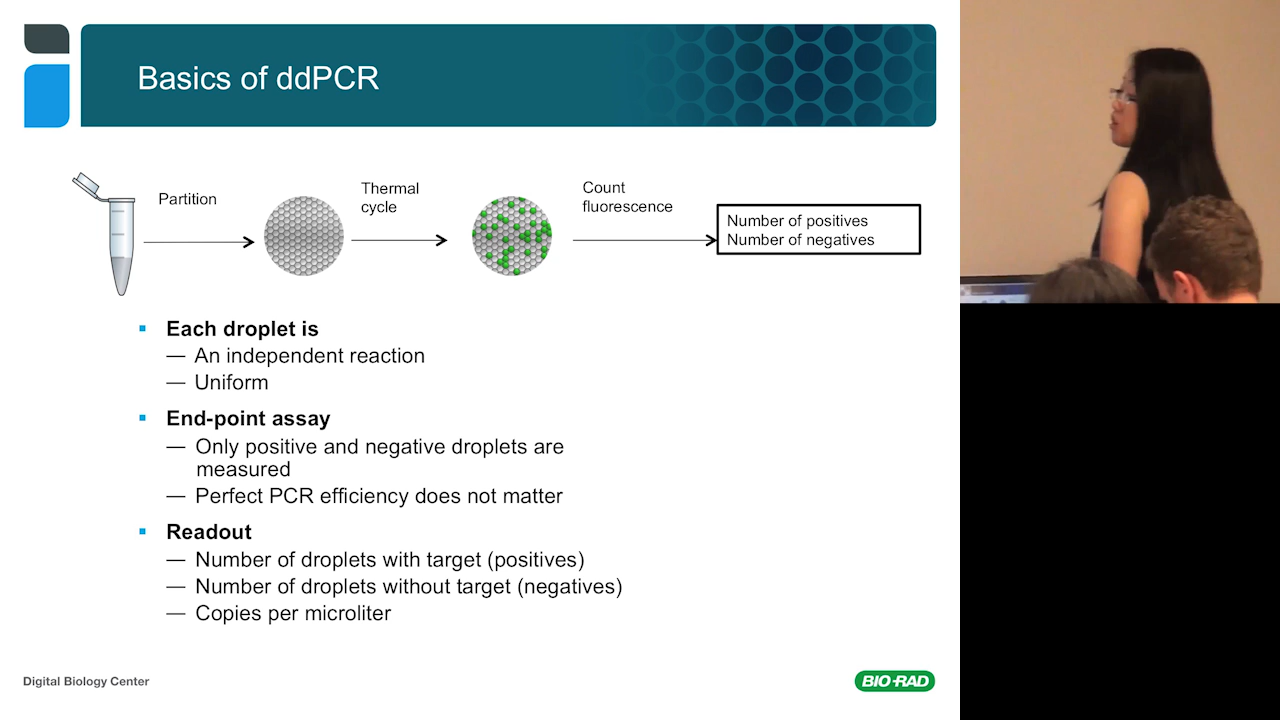 Basics of ddPCR
Partition
Thermal
cycle
Count
fluorescence
Number of positives
Number of negatives
▪ Each droplet is
— An independent reaction
— Uniform
▪ End-point assay
— Only positive and negative droplets are
measured
— Perfect PCR efficiency does not matter
▪ Readout
— Number of droplets with target (positives)
— Number of droplets without target (negatives)
— Copies per microliter
Digital Biology Center
BIO-RAD